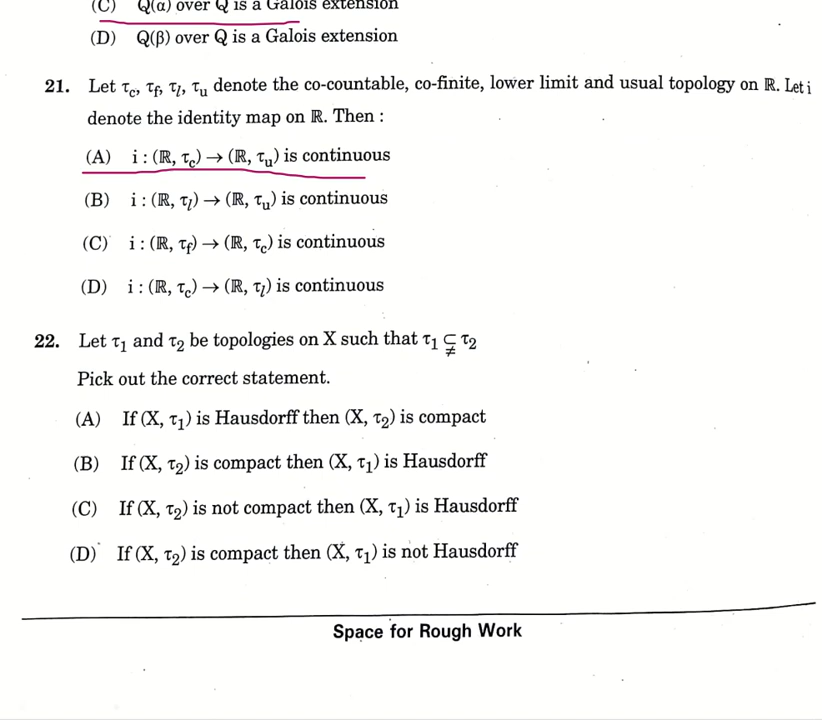 (C) Q(α) over Q is a Galois extension
(D) Q(β) over Q is a Galois extension
21. Let τc, τf, τl, τu denote the co-countable, co-finite, lower limit and usual topology on ℝ. Let i
denote the identity map on ℝ. Then :
(A) i : (ℝ, τc) → (ℝ, τu) is continuous
(B) i : (ℝ, τl) → (ℝ, τu) is continuous
(C) i : (ℝ, τf) → (ℝ, τc) is continuous
(D) i : (ℝ, τc) → (ℝ, τl) is continuous
22. Let τ1 and τ2 be topologies on X such that τ1 ⊊ τ2
Pick out the correct statement.
(A) If (X, τ1) is Hausdorff then (X, τ2) is compact
(B) If (X, τ2) is compact then (X, τ1) is Hausdorff
(C) If (X, τ2) is not compact then (X, τ1) is Hausdorff
(D) If (X, τ2) is compact then (X, τ1) is not Hausdorff
Space for Rough Work